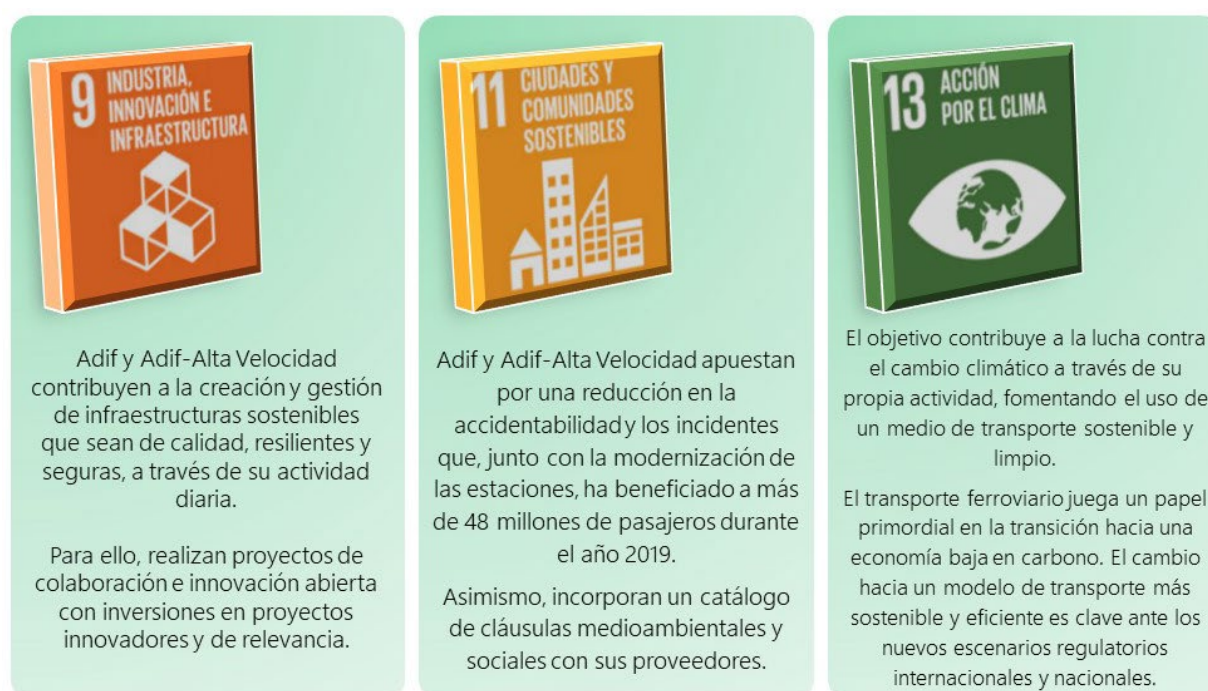 9 INDUSTRIA,
INNOVACIÓN E
INFRAESTRUCTURA
Adif y Adif-Alta Velocidad
contribuyen a la creación y gestión
de infraestructuras sostenibles
que sean de calidad, resilientes y
seguras, a través de su actividad
diaria.
Para ello, realizan proyectos de
colaboración e innovación abierta
con inversiones en proyectos
innovadores y de relevancia.
11 CIUDADES Y
COMUNIDADES
SOSTENIBLES
Adif y Adif-Alta Velocidad apuestan
por una reducción en la
accidentabilidad y los incidentes
que, junto con la modernización de
las estaciones, ha beneficiado a más
de 48 millones de pasajeros durante
el año 2019.
Asimismo, incorporan un catálogo
de cláusulas medioambientales y
sociales con sus proveedores.
13 ACCIÓN
POR EL CLIMA
El objetivo contribuye a la lucha contra
el cambio climático a través de su
propia actividad, fomentando el uso de
un medio de transporte sostenible y
limpio.
El transporte ferroviario juega un papel
primordial en la transición hacia una
economía baja en carbono. El cambio
hacia un modelo de transporte más
sostenible y eficiente es clave ante los
nuevos escenarios regulatorios
internacionales y nacionales.